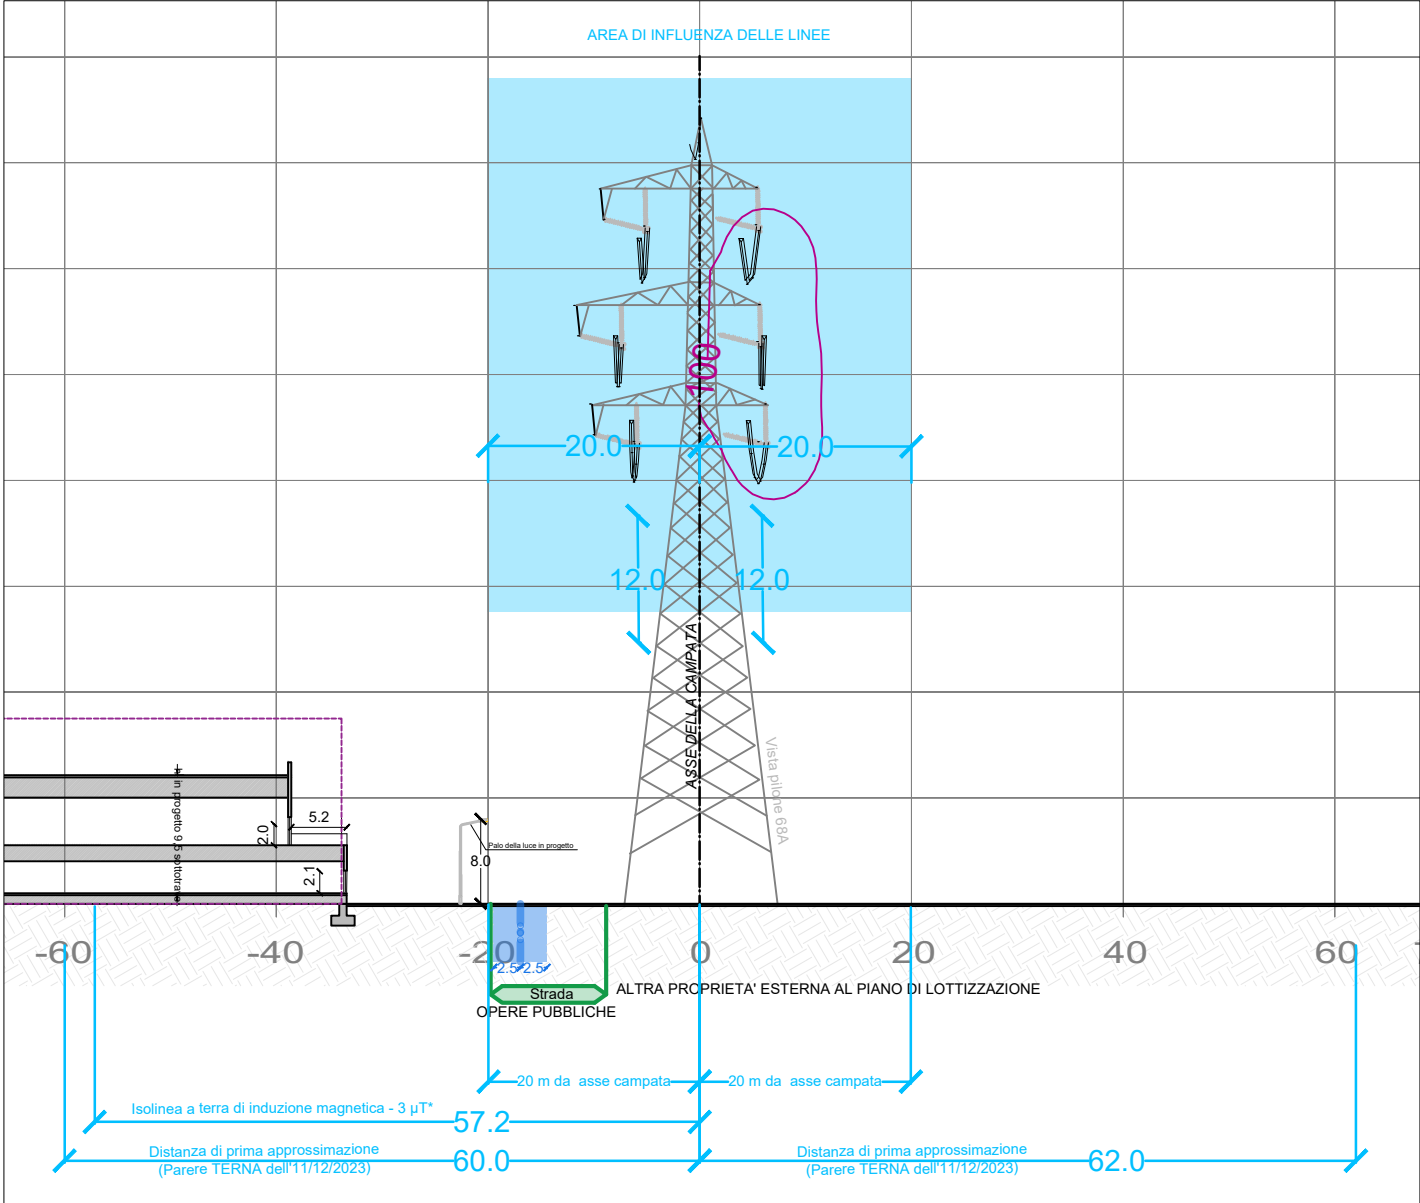 AREA DI INFLUENZA DELLE LINEE
100
20.0
20.0
12.0
12.0
ASSE DELLA CAMPATA
Vista pilone 68A
H in progetto 9,5 sottotrave
5.2
2.0
2.1
Palo della luce in progetto
8.0
-60
-40
-20
0
20
40
60
2.5
2.5
Strada
ALTRA PROPRIETA' ESTERNA AL PIANO DI LOTTIZZAZIONE
OPERE PUBBLICHE
20 m da asse campata
20 m da asse campata
Isolinea a terra di induzione magnetica - 3 µT*
57.2
Distanza di prima approssimazione
(Parere TERNA dell'11/12/2023)
60.0
Distanza di prima approssimazione
(Parere TERNA dell'11/12/2023)
62.0